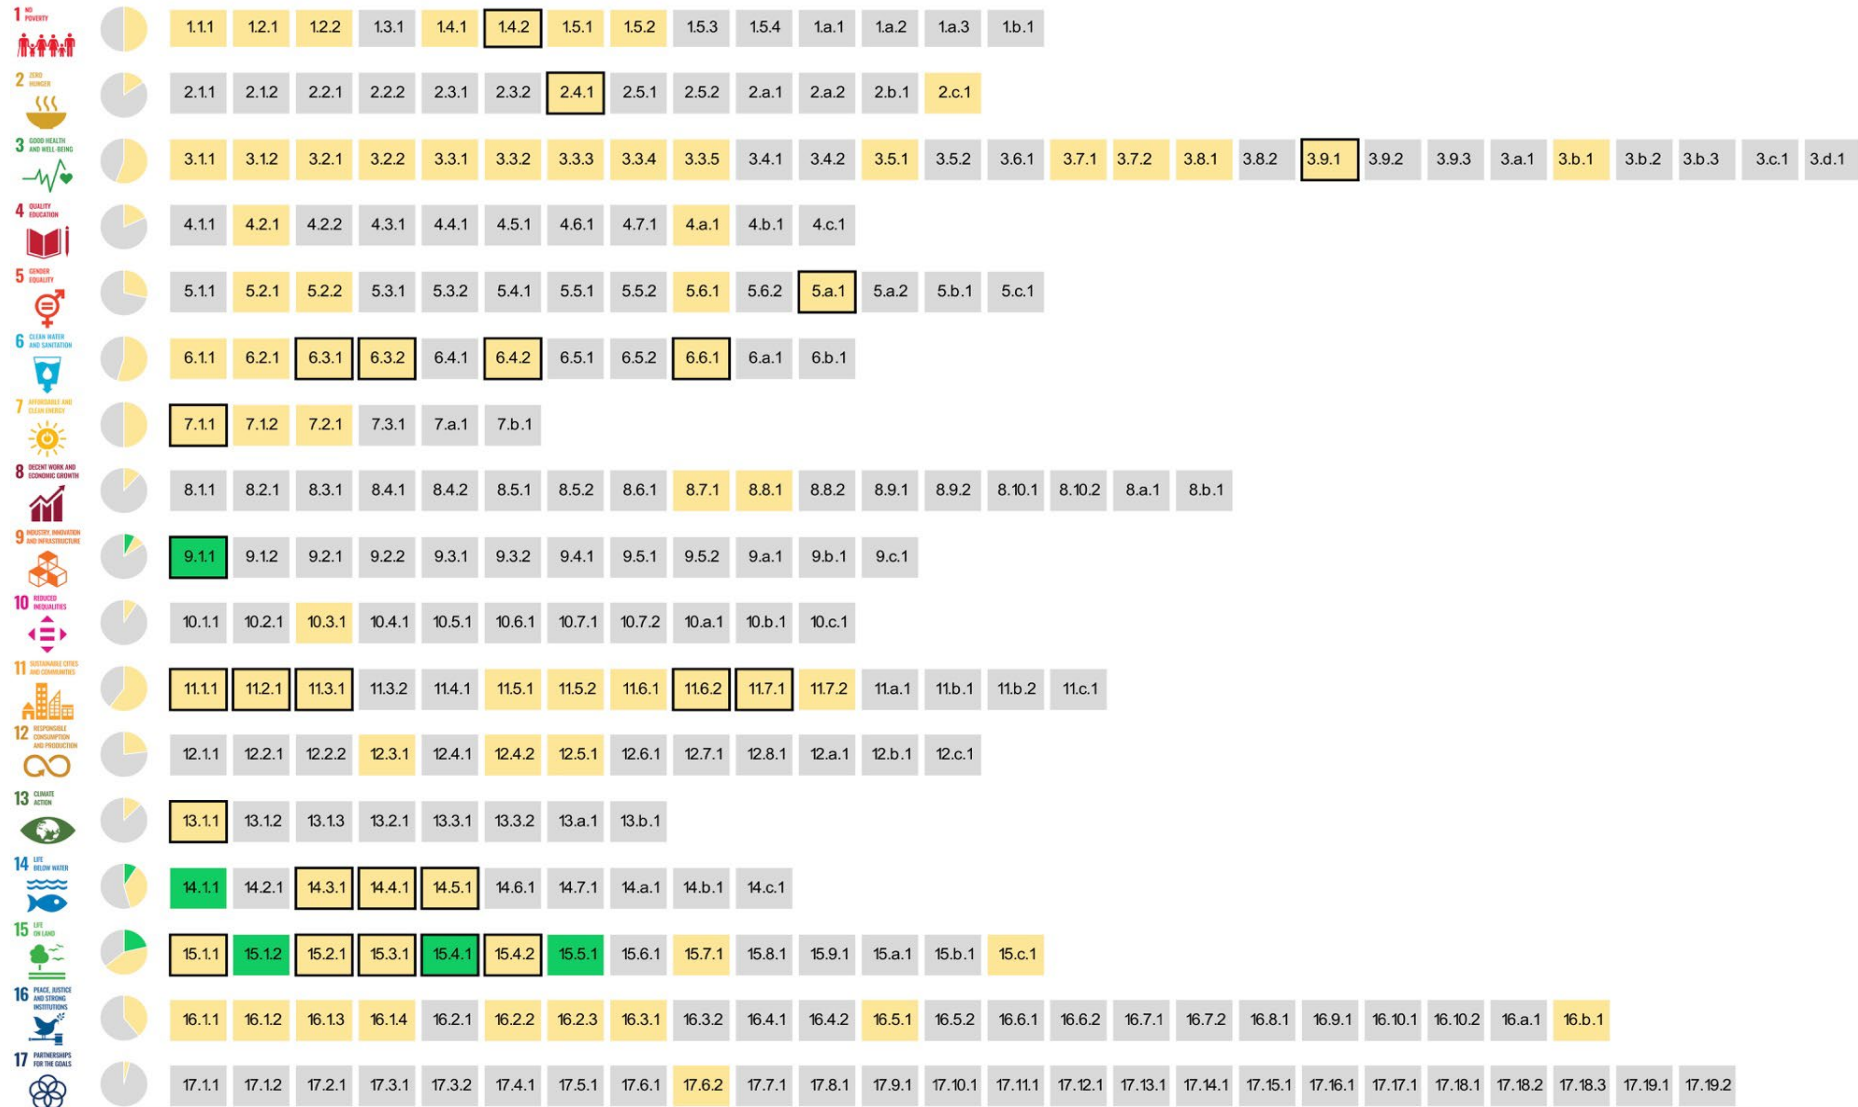 1 NO POVERTY
1.1.1 1.2.1 1.2.2 1.3.1 1.4.1 1.4.2 1.5.1 1.5.2 1.5.3 1.5.4 1.a.1 1.a.2 1.a.3 1.b.1
2 ZERO HUNGER
2.1.1 2.1.2 2.2.1 2.2.2 2.3.1 2.3.2 2.4.1 2.5.1 2.5.2 2.a.1 2.a.2 2.b.1 2.c.1
3 GOOD HEALTH AND WELL-BEING
3.1.1 3.1.2 3.2.1 3.2.2 3.3.1 3.3.2 3.3.3 3.3.4 3.3.5 3.4.1 3.4.2 3.5.1 3.5.2 3.6.1 3.7.1 3.7.2 3.8.1 3.8.2 3.9.1 3.9.2 3.9.3 3.a.1 3.b.1 3.b.2 3.b.3 3.c.1 3.d.1
4 QUALITY EDUCATION
4.1.1 4.2.1 4.2.2 4.3.1 4.4.1 4.5.1 4.6.1 4.7.1 4.a.1 4.b.1 4.c.1
5 GENDER EQUALITY
5.1.1 5.2.1 5.2.2 5.3.1 5.3.2 5.4.1 5.5.1 5.5.2 5.6.1 5.6.2 5.a.1 5.a.2 5.b.1 5.c.1
6 CLEAN WATER AND SANITATION
6.1.1 6.2.1 6.3.1 6.3.2 6.4.1 6.4.2 6.5.1 6.5.2 6.6.1 6.a.1 6.b.1
7 AFFORDABLE AND CLEAN ENERGY
7.1.1 7.1.2 7.2.1 7.3.1 7.a.1 7.b.1
8 DECENT WORK AND ECONOMIC GROWTH
8.1.1 8.2.1 8.3.1 8.4.1 8.4.2 8.5.1 8.5.2 8.6.1 8.7.1 8.8.1 8.8.2 8.9.1 8.9.2 8.10.1 8.10.2 8.a.1 8.b.1
9 INDUSTRY, INNOVATION AND INFRASTRUCTURE
9.1.1 9.1.2 9.2.1 9.2.2 9.3.1 9.3.2 9.4.1 9.5.1 9.5.2 9.a.1 9.b.1 9.c.1
10 REDUCED INEQUALITIES
10.1.1 10.2.1 10.3.1 10.4.1 10.5.1 10.6.1 10.7.1 10.7.2 10.a.1 10.b.1 10.c.1
11 SUSTAINABLE CITIES AND COMMUNITIES
11.1.1 11.2.1 11.3.1 11.3.2 11.4.1 11.5.1 11.5.2 11.6.1 11.6.2 11.7.1 11.7.2 11.a.1 11.b.1 11.b.2 11.c.1
12 RESPONSIBLE CONSUMPTION AND PRODUCTION
12.1.1 12.2.1 12.2.2 12.3.1 12.4.1 12.4.2 12.5.1 12.6.1 12.7.1 12.8.1 12.a.1 12.b.1 12.c.1
13 CLIMATE ACTION
13.1.1 13.1.2 13.1.3 13.2.1 13.3.1 13.3.2 13.a.1 13.b.1
14 LIFE BELOW WATER
14.1.1 14.2.1 14.3.1 14.4.1 14.5.1 14.6.1 14.7.1 14.a.1 14.b.1 14.c.1
15 LIFE ON LAND
15.1.1 15.1.2 15.2.1 15.3.1 15.4.1 15.4.2 15.5.1 15.6.1 15.7.1 15.8.1 15.9.1 15.a.1 15.b.1 15.c.1
16 PEACE, JUSTICE AND STRONG INSTITUTIONS
16.1.1 16.1.2 16.1.3 16.1.4 16.2.1 16.2.2 16.2.3 16.3.1 16.3.2 16.4.1 16.4.2 16.5.1 16.5.2 16.6.1 16.6.2 16.7.1 16.7.2 16.8.1 16.9.1 16.10.1 16.10.2 16.a.1 16.b.1
17 PARTNERSHIPS FOR THE GOALS
17.1.1 17.1.2 17.2.1 17.3.1 17.3.2 17.4.1 17.5.1 17.6.1 17.6.2 17.7.1 17.8.1 17.9.1 17.10.1 17.11.1 17.12.1 17.13.1 17.14.1 17.15.1 17.16.1 17.17.1 17.18.1 17.18.2 17.18.3 17.19.1 17.19.2